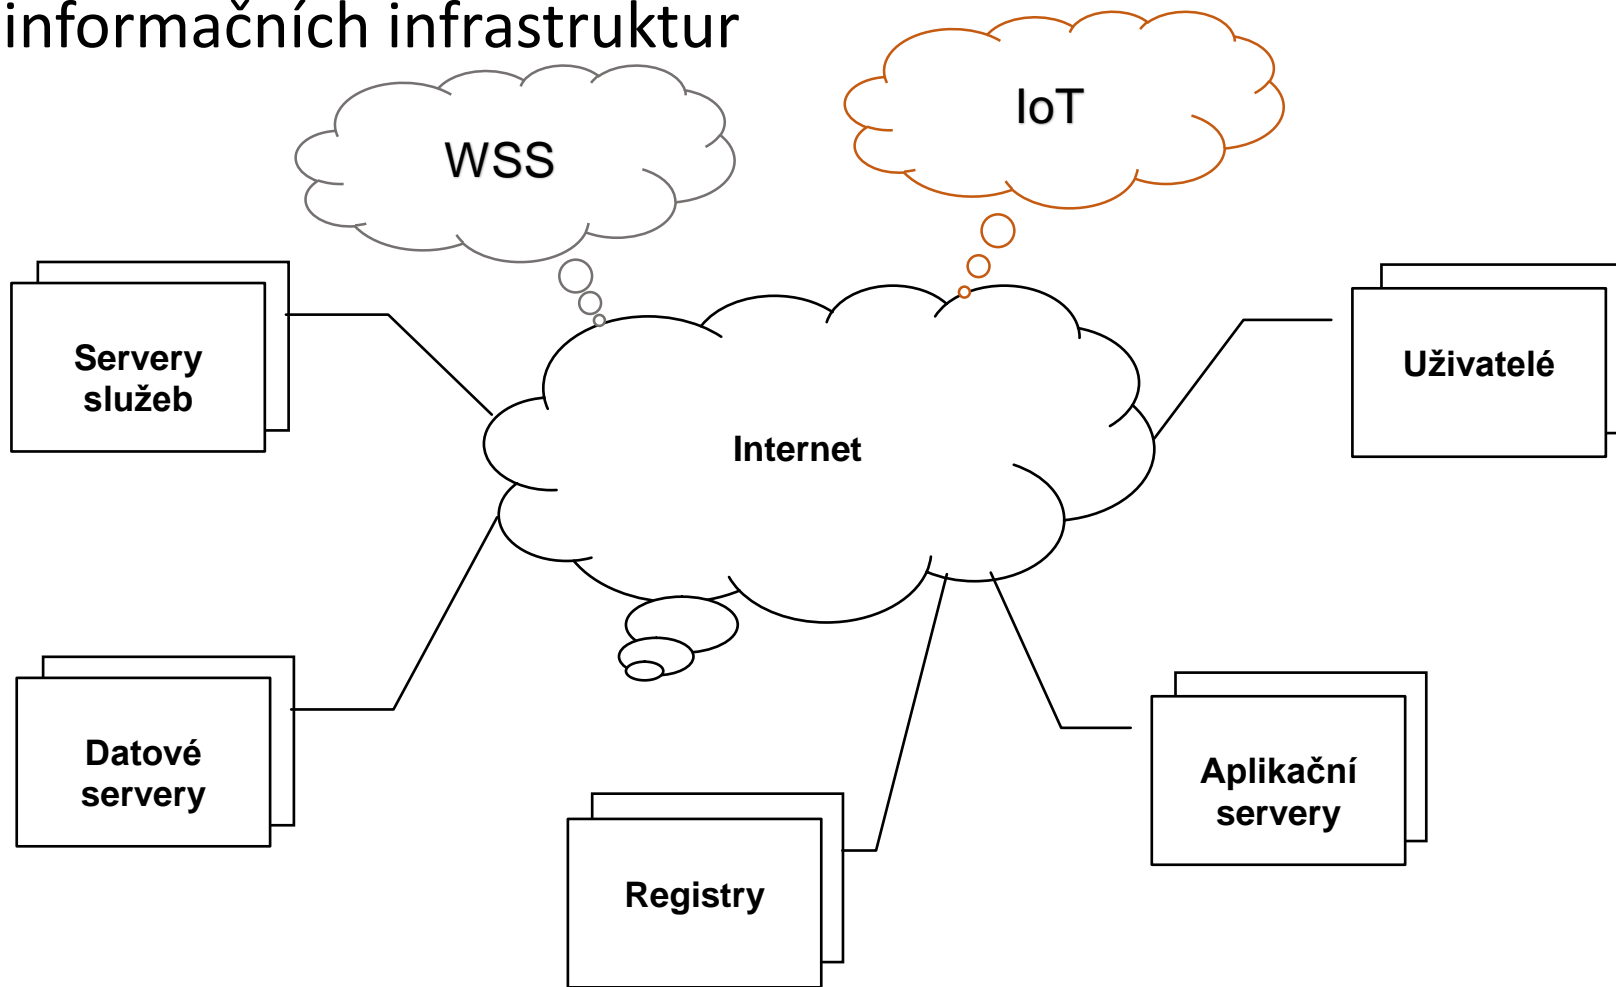 informačních infrastruktur
IoT
WSS
Servery
služeb
Uživatelé
Internet
Datové
servery
Aplikační
servery
Registry